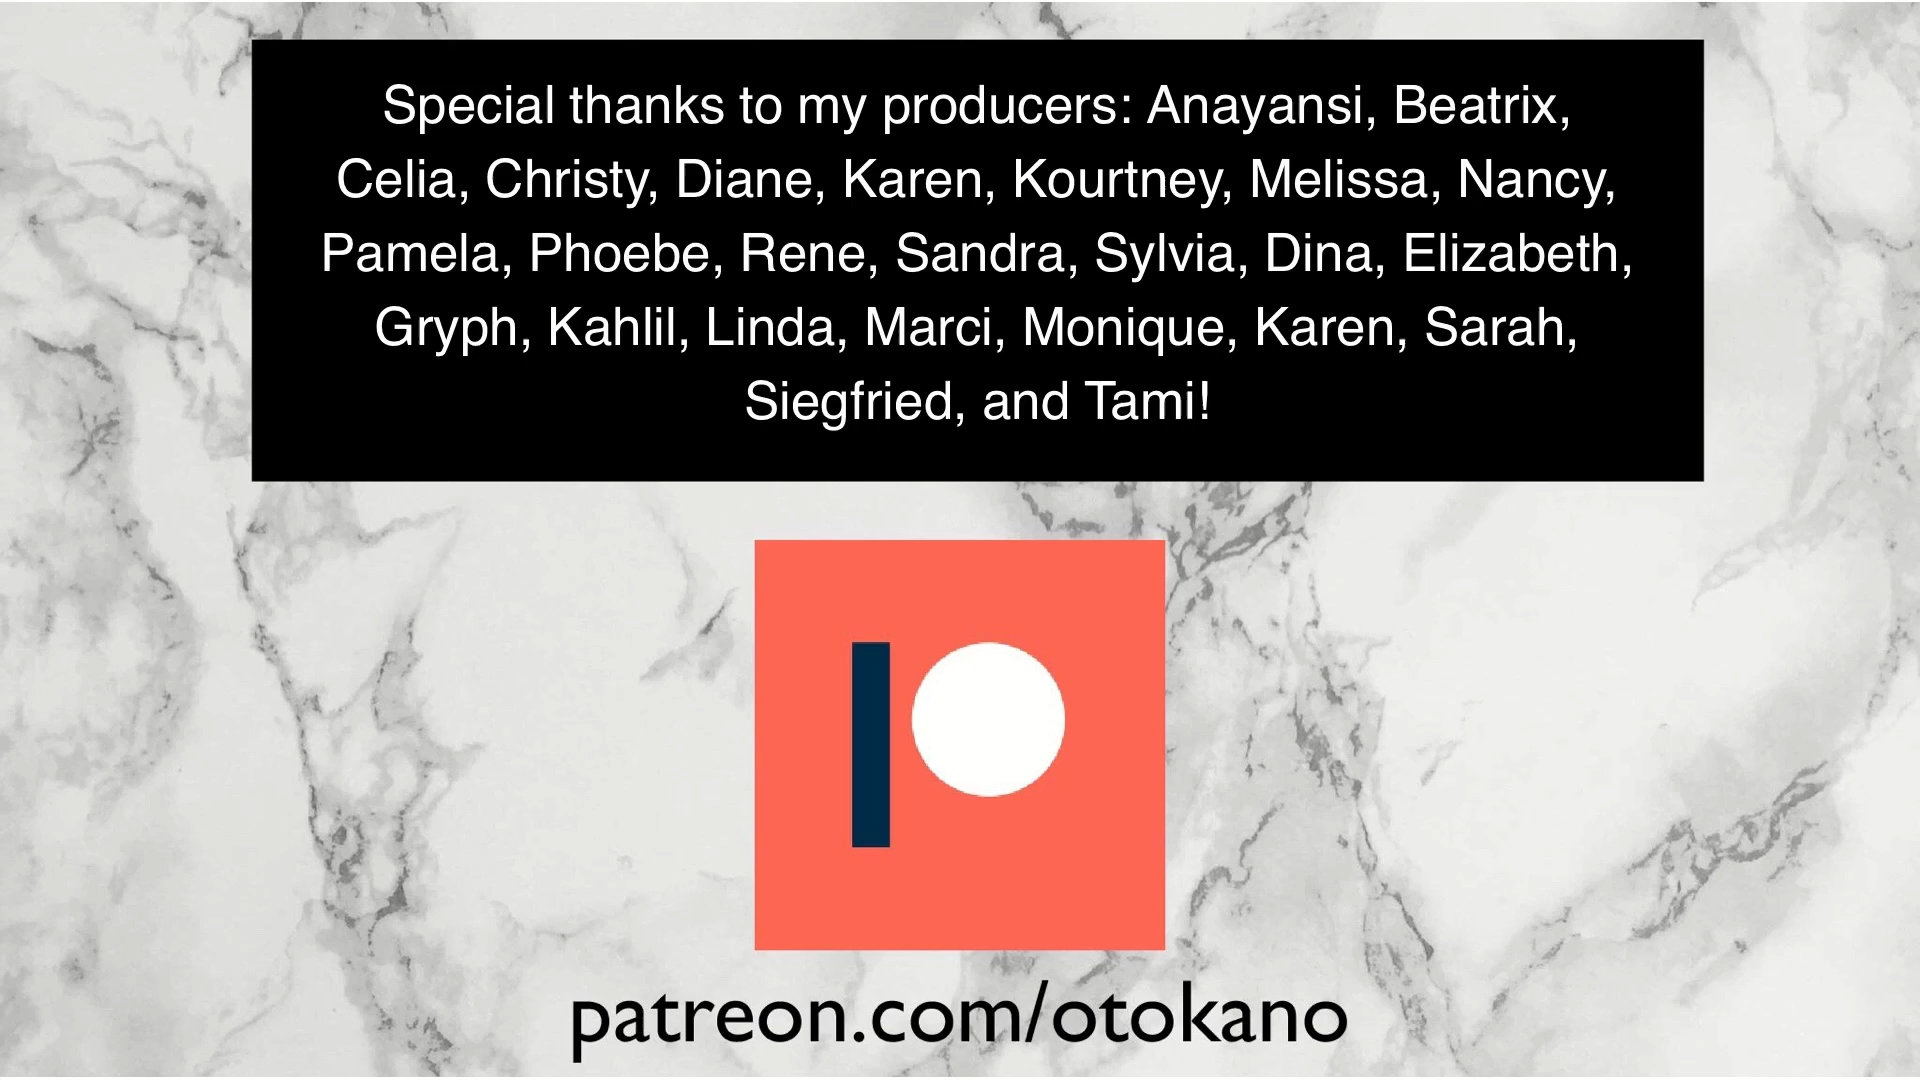 Special thanks to my producers: Anayansi, Beatrix,
Celia, Christy, Diane, Karen, Kourtney, Melissa, Nancy,
Pamela, Phoebe, Rene, Sandra, Sylvia, Dina, Elizabeth,
Gryph, Kahlil, Linda, Marci, Monique, Karen, Sarah,
Siegfried, and Tami!
patreon.com/otokano